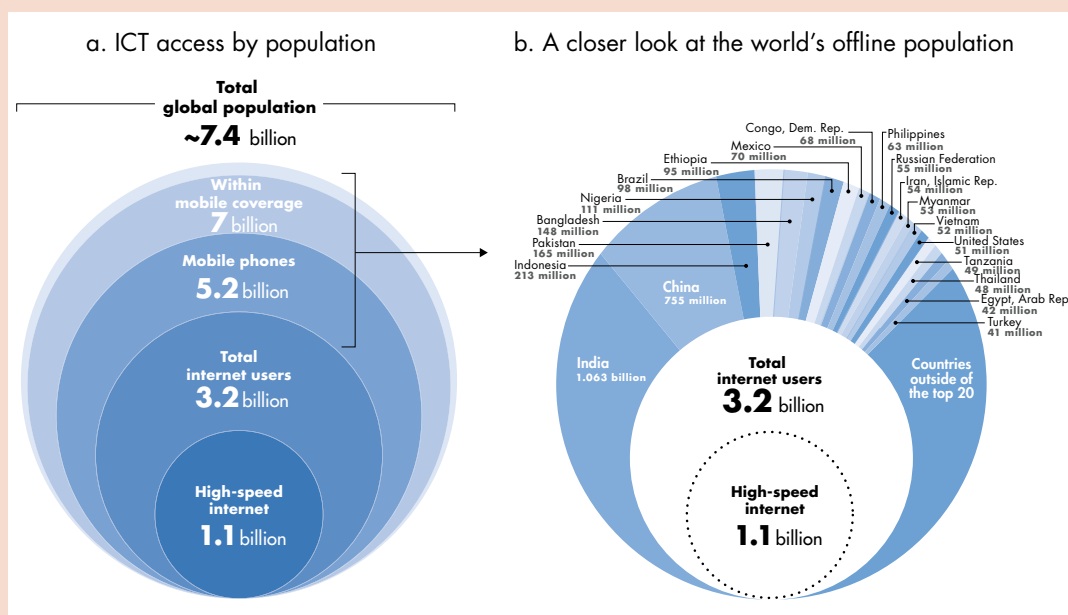 a. ICT access by population
Total
global population
~7.4 billion
Within
mobile coverage
7 billion
Mobile phones
5.2 billion
Total
internet users
3.2 billion
High-speed
internet
1.1 billion
b. A closer look at the world's offline population
Congo, Dem. Rep.
68 million
Mexico
70 million
Ethiopia
95 million
Brazil
98 million
Nigeria
111 million
Bangladesh
148 million
Pakistan
165 million
Indonesia
213 million
China
755 million
India
1.063 billion
Philippines
63 million
Russian Federation
55 million
Iran, Islamic Rep.
54 million
Myanmar
53 million
Vietnam
52 million
United States
51 million
Tanzania
49 million
Thailand
48 million
Egypt, Arab Rep
42 million
Turkey
41 million
Countries
outside of
the top 20
Total
internet users
3.2 billion
High-speed
internet
1.1 billion